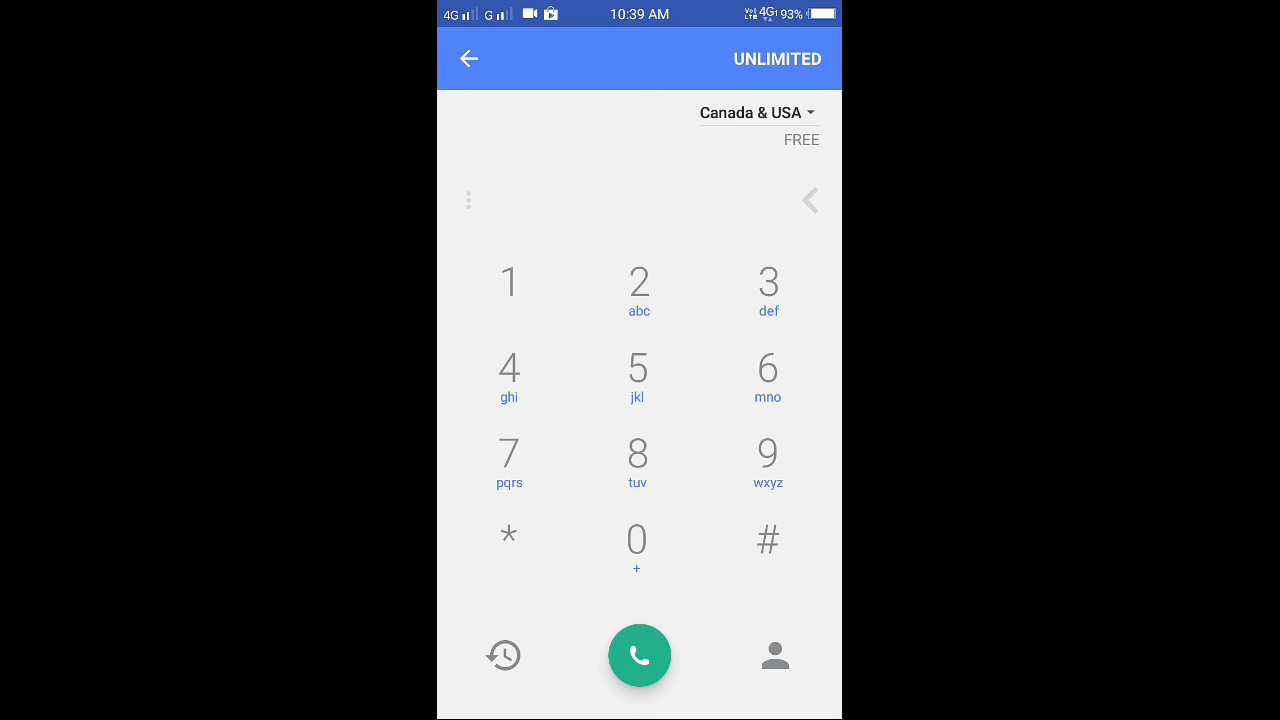 4G G 10:39 AM VoLTE 4G 93%
UNLIMITED
Canada & USA
FREE
1 2 3
abc def
4 5 6
ghi jkl mno
7 8 9
pqrs tuv wxyz
* 0 #
+